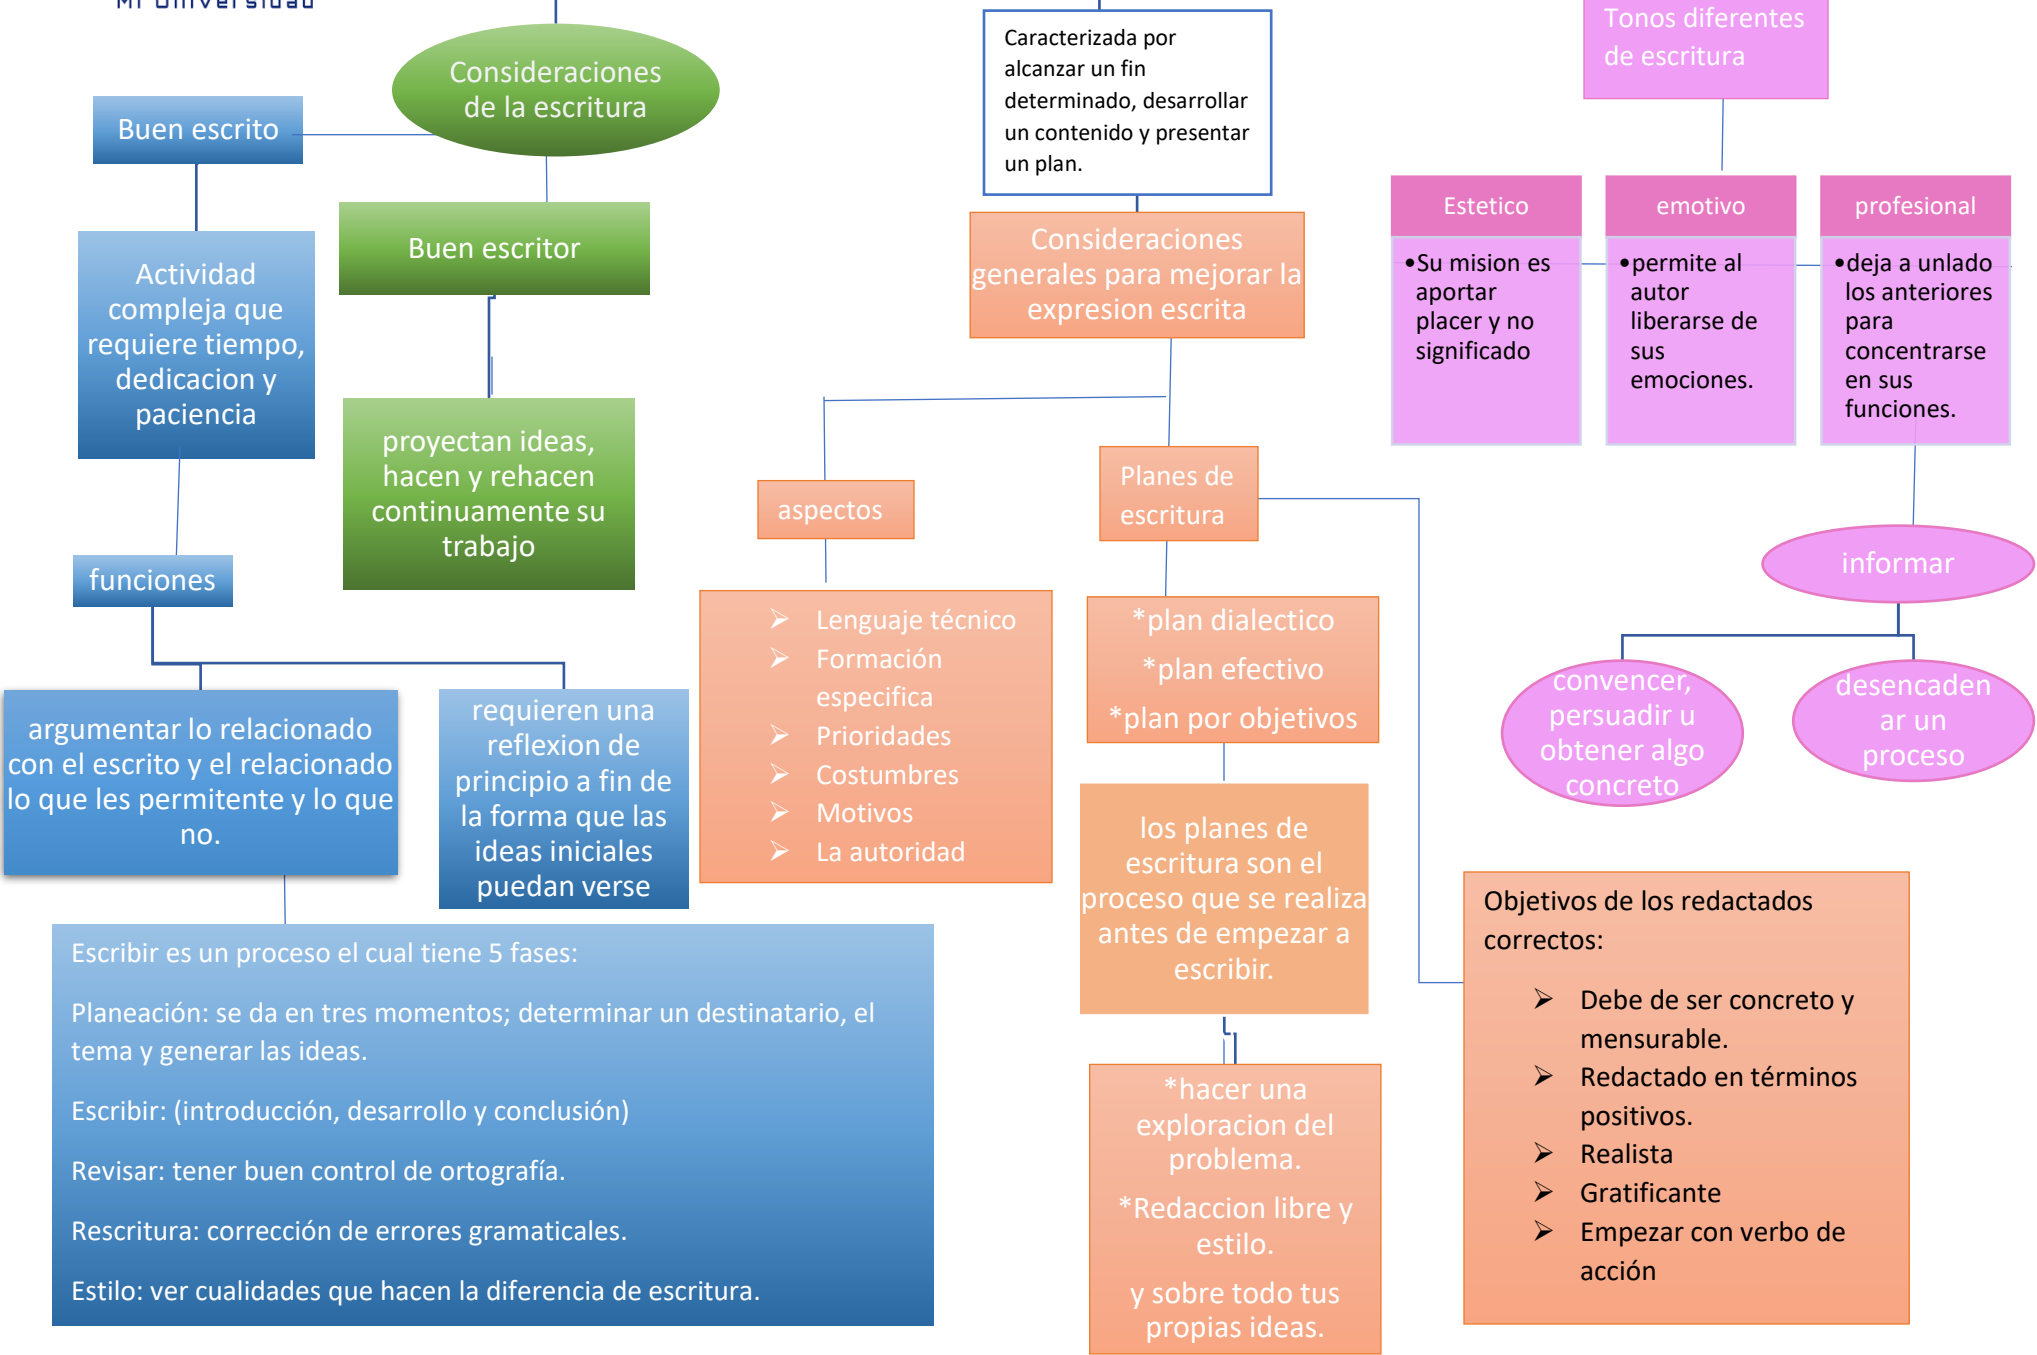 Mi Universidad
Consideraciones
de la escritura
Buen escrito
Actividad
compleja que
requiere tiempo,
dedicacion y
paciencia
Buen escritor
proyectan ideas,
hacen y rehacen
continuamente su
trabajo
funciones
argumentar lo relacionado
con el escrito y el relacionado
lo que les permitente y lo que
no.
requieren una
reflexion de
principio a fin de
la forma que las
ideas iniciales
puedan verse
Escribir es un proceso el cual tiene 5 fases:
Planeación: se da en tres momentos; determinar un destinatario, el
tema y generar las ideas.
Escribir: (introducción, desarrollo y conclusión)
Revisar: tener buen control de ortografía.
Rescritura: corrección de errores gramaticales.
Estilo: ver cualidades que hacen la diferencia de escritura.
Caracterizada por
alcanzar un fin
determinado, desarrollar
un contenido y presentar
un plan.
Consideraciones
generales para mejorar la
expresion escrita
aspectos
➢ Lenguaje técnico
➢ Formación
especifica
➢ Prioridades
➢ Costumbres
➢ Motivos
➢ La autoridad
Planes de
escritura
*plan dialectico
*plan efectivo
*plan por objetivos
los planes de
escritura son el
proceso que se realiza
antes de empezar a
escribir.
*hacer una
exploracion del
problema.
*Redaccion libre y
estilo.
y sobre todo tus
propias ideas.
Objetivos de los redactados
correctos:
➢ Debe de ser concreto y
mensurable.
➢ Redactado en términos
positivos.
➢ Realista
➢ Gratificante
➢ Empezar con verbo de
acción
Tonos diferentes
de escritura
Estetico
•Su mision es
aportar
placer y no
significado
emotivo
•permite al
autor
liberarse de
sus
emociones.
profesional
•deja a unlado
los anteriores
para
concentrarse
en sus
funciones.
informar
convencer,
persuadir u
obtener algo
concreto
desencaden
ar un
proceso